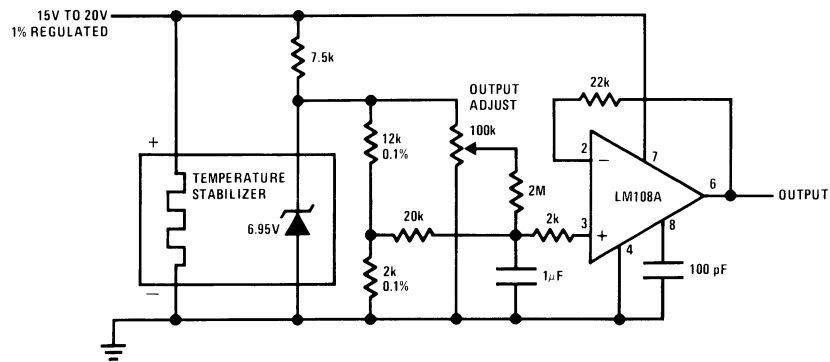 15V TO 20V
1% REGULATED
7.5k
OUTPUT
ADJUST
22k
12k
0.1%
100k
2
−
7
+
TEMPERATURE
STABILIZER
2M
LM108A
6
OUTPUT
6.95V
20k
2k
3
+
8
4
2k
0.1%
1µF
100 pF
—